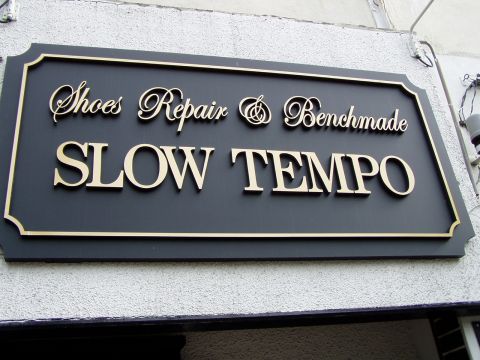 Shoes Repair & Benchmade
SLOW TEMPO